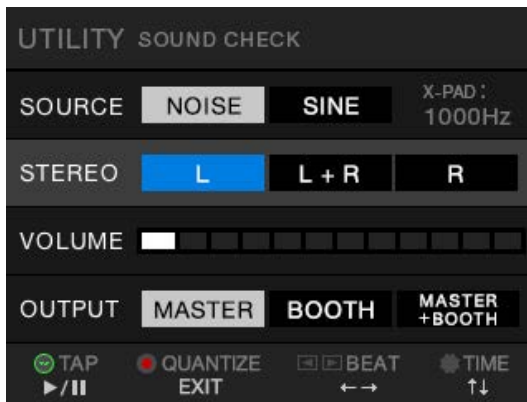 UTILITY SOUND CHECK
SOURCE NOISE SINE X-PAD:
1000Hz
STEREO L L + R R
VOLUME
OUTPUT MASTER BOOTH MASTER
+BOOTH
TAP QUANTIZE BEAT TIME
▶/II EXIT ←→ ↑↓